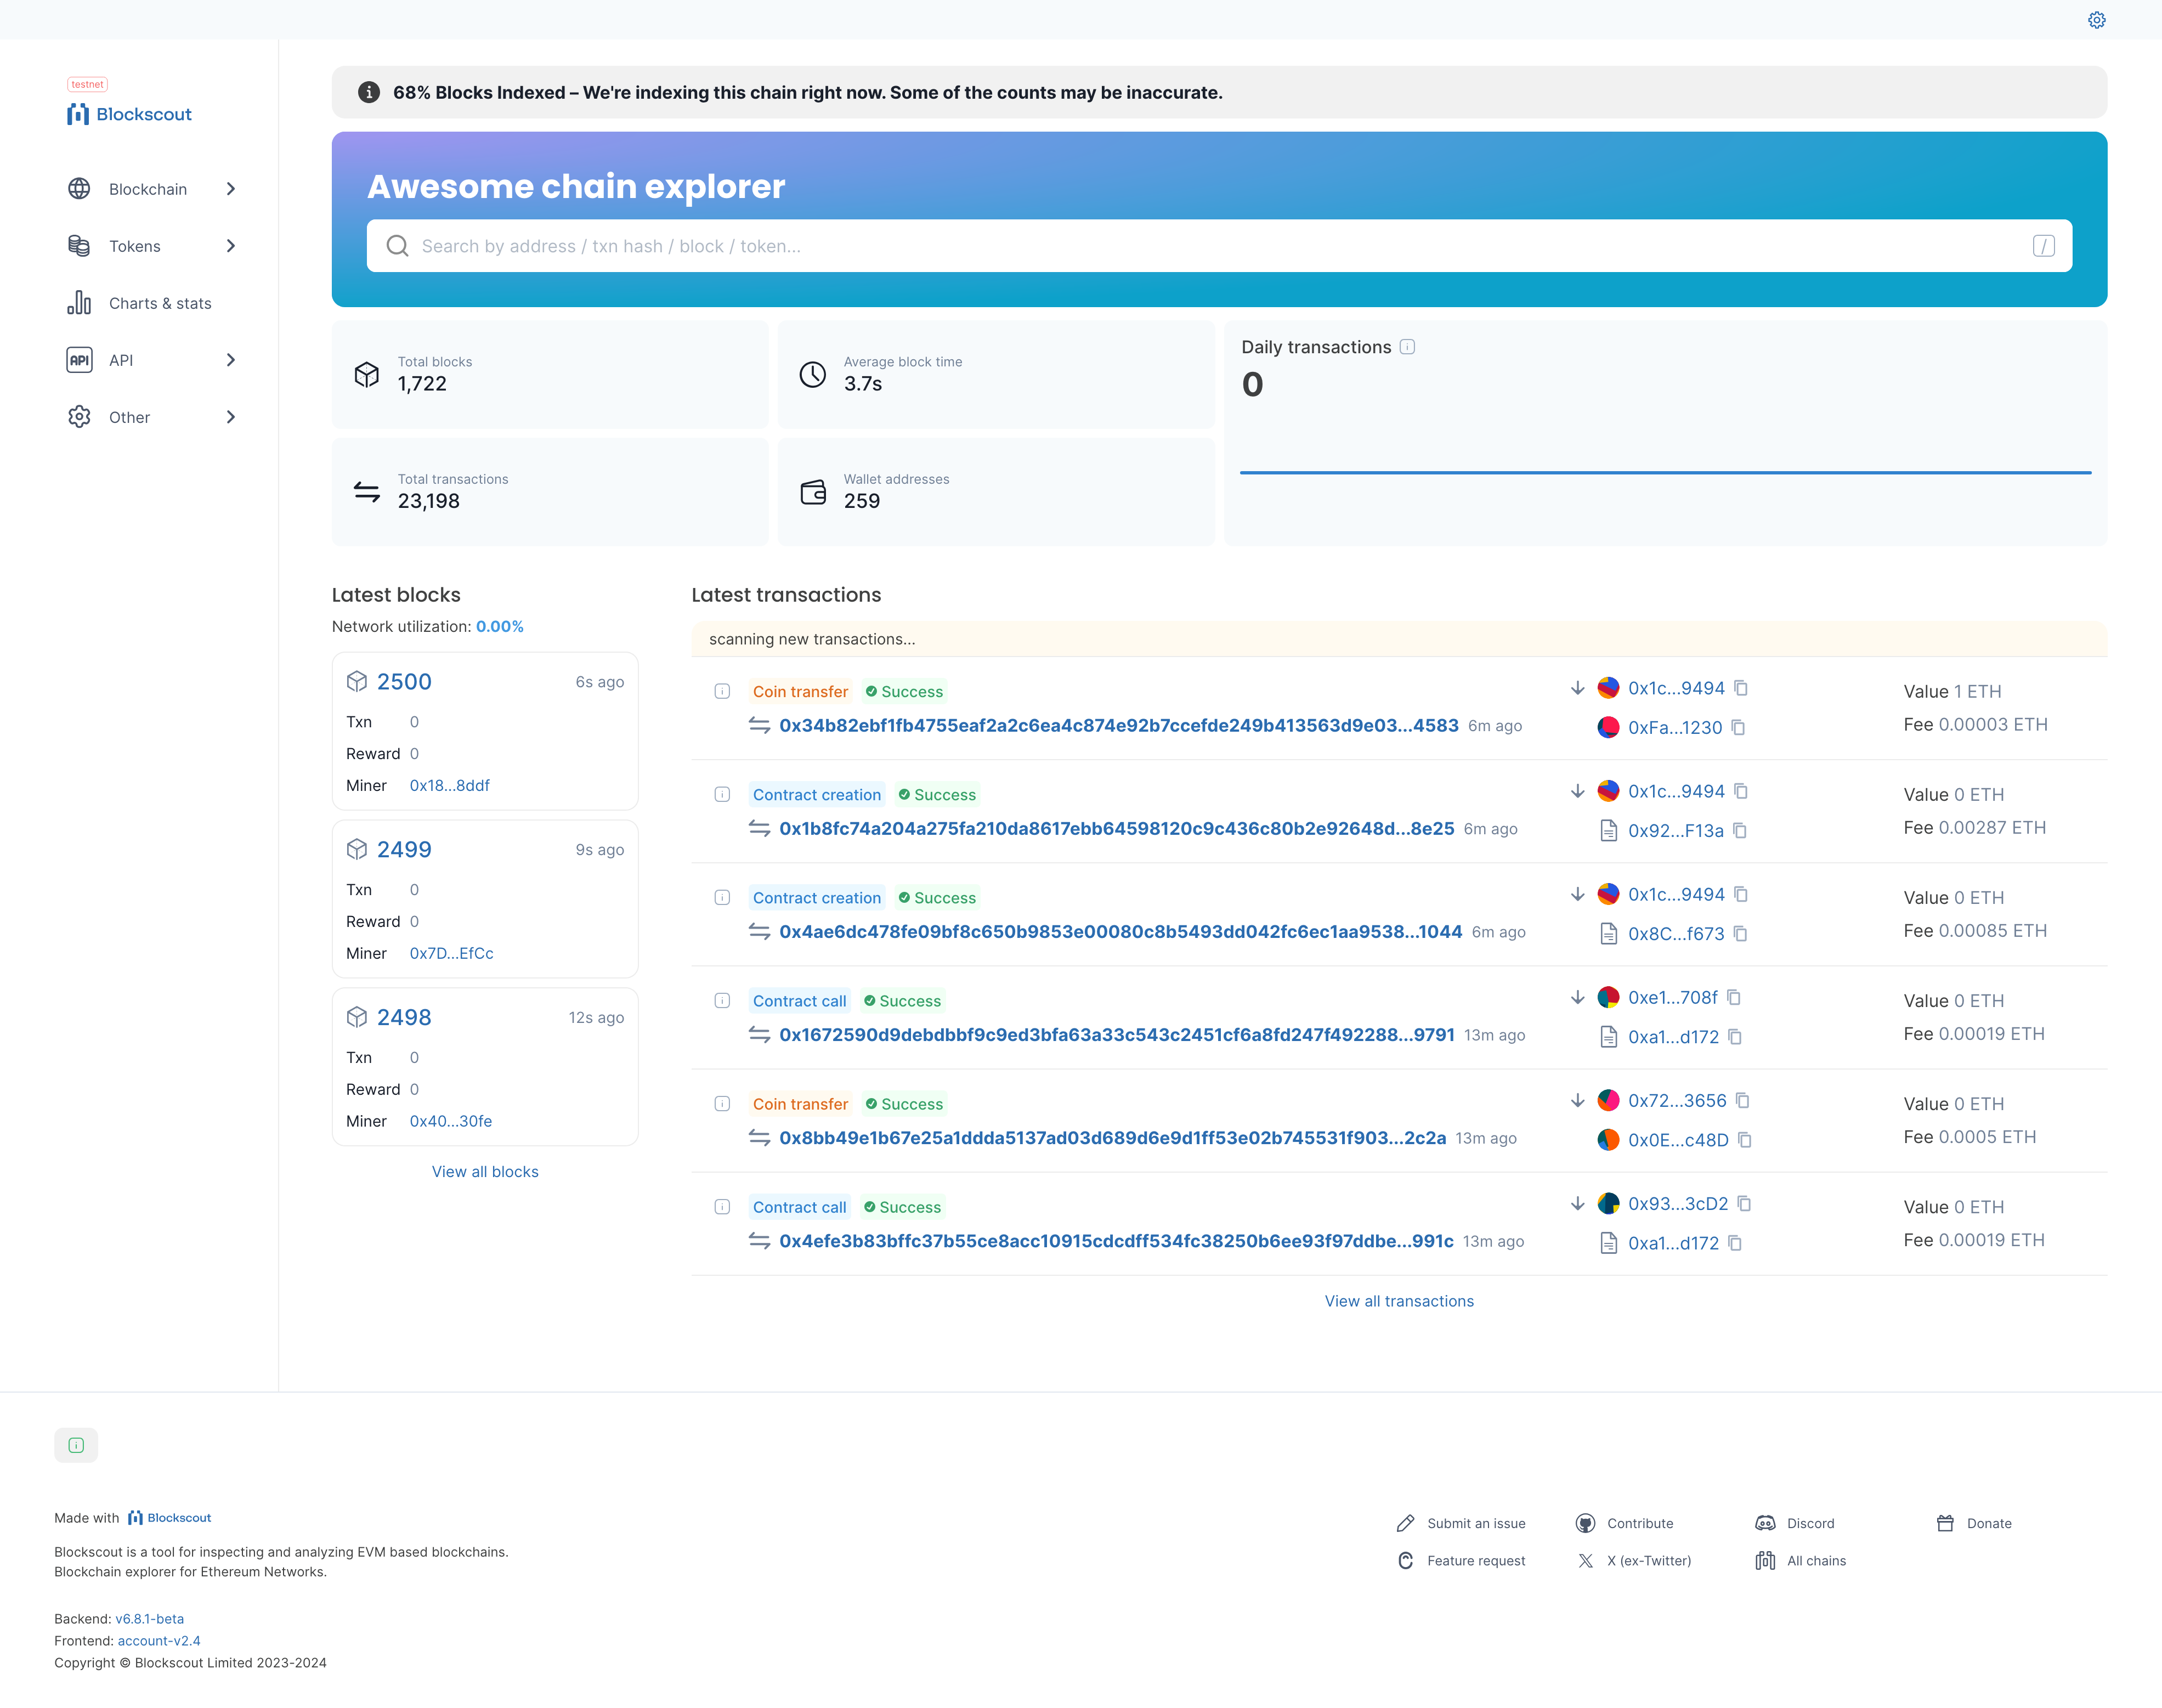 testnet
Blockscout
Blockchain
Tokens
Charts & stats
API API
Other
68% Blocks Indexed – We're indexing this chain right now. Some of the counts may be inaccurate.
Awesome chain explorer
Search by address / txn hash / block / token...
/
Total blocks
1,722
Average block time
3.7s
Total transactions
23,198
Wallet addresses
259
Daily transactions
0
Latest blocks
Network utilization: 0.00%
2500 6s ago
Txn 0
Reward 0
Miner 0x18...8ddf
2499 9s ago
Txn 0
Reward 0
Miner 0x7D...EfCc
2498 12s ago
Txn 0
Reward 0
Miner 0x40...30fe
View all blocks
Latest transactions
scanning new transactions...
Coin transfer Success
0x34b82ebf1fb4755eaf2a2c6ea4c874e92b7ccefde249b413563d9e03...4583 6m ago
0x1c...9494
0xFa...1230
Value 1 ETH
Fee 0.00003 ETH
Contract creation Success
0x1b8fc74a204a275fa210da8617ebb64598120c9c436c80b2e92648d...8e25 6m ago
0x1c...9494
0x92...F13a
Value 0 ETH
Fee 0.00287 ETH
Contract creation Success
0x4ae6dc478fe09bf8c650b9853e00080c8b5493dd042fc6ec1aa9538...1044 6m ago
0x1c...9494
0x8C...f673
Value 0 ETH
Fee 0.00085 ETH
Contract call Success
0x1672590d9debdbbf9c9ed3bfa63a33c543c2451cf6a8fd247f492288...9791 13m ago
0xe1...708f
0xa1...d172
Value 0 ETH
Fee 0.00019 ETH
Coin transfer Success
0x8bb49e1b67e25a1ddda5137ad03d689d6e9d1ff53e02b745531f903...2c2a 13m ago
0x72...3656
0x0E...c48D
Value 0 ETH
Fee 0.0005 ETH
Contract call Success
0x4efe3b83bffc37b55ce8acc10915cdcdff534fc38250b6ee93f97ddbe...991c 13m ago
0x93...3cD2
0xa1...d172
Value 0 ETH
Fee 0.00019 ETH
View all transactions
Made with Blockscout
Blockscout is a tool for inspecting and analyzing EVM based blockchains.
Blockchain explorer for Ethereum Networks.
Backend: v6.8.1-beta
Frontend: account-v2.4
Copyright © Blockscout Limited 2023-2024
Submit an issue
Contribute
Discord
Donate
Feature request
X (ex-Twitter)
All chains